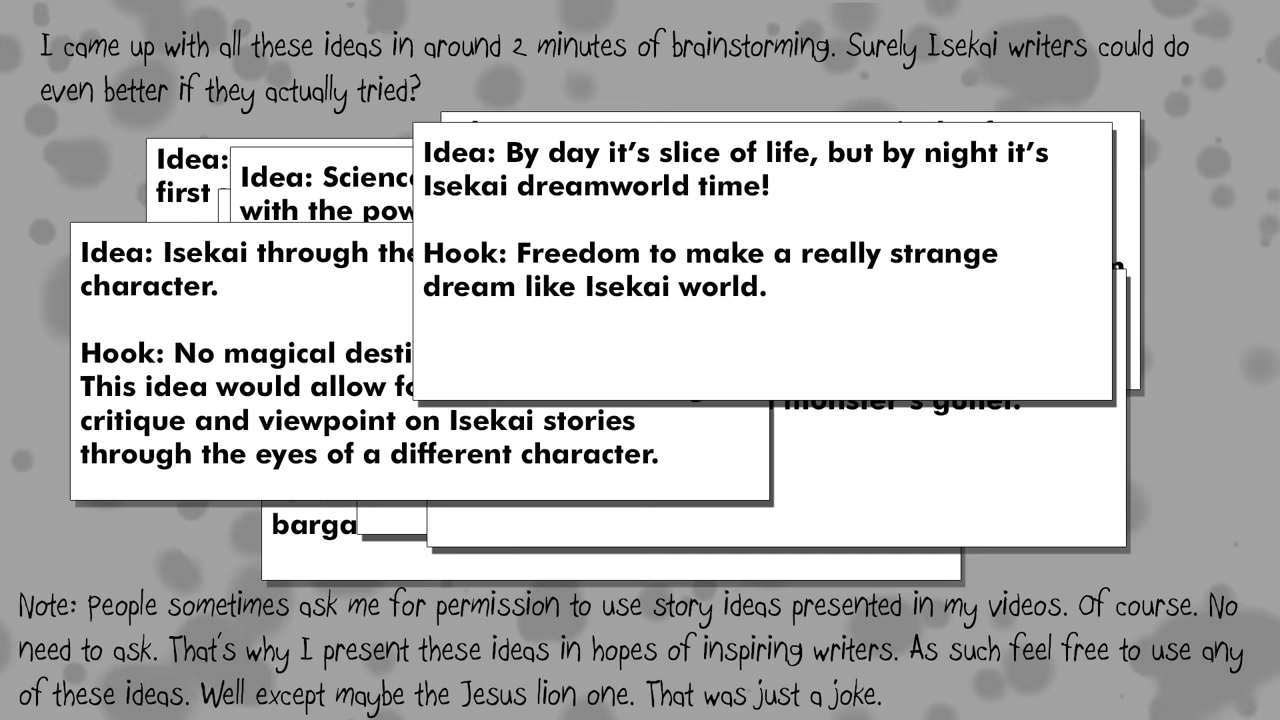 I came up with all these ideas in around 2 minutes of brainstorming. Surely Isekai writers could do
even better if they actually tried?
Idea:
first
Idea: Scienc
with the pow
Idea: By day it's slice of life, but by night it's
Isekai dreamworld time!
Hook: Freedom to make a really strange
dream like Isekai world.
Idea: Isekai through the
character.
Hook: No magical desti
This idea would allow fo
critique and viewpoint on Isekai stories
through the eyes of a different character.
monster's gullet.
barga
Note: People sometimes ask me for permission to use story ideas presented in my videos. Of course. No
need to ask. That's why I present these ideas in hopes of inspiring writers. As such feel free to use any
of these ideas. Well except maybe the Jesus lion one. That was just a joke.